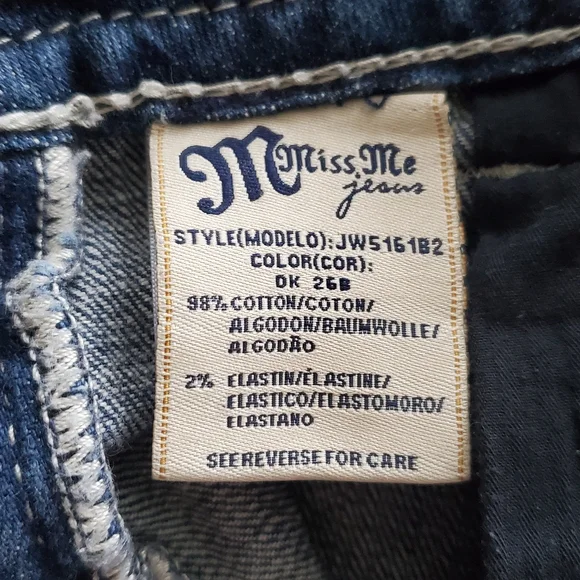 M Miss Me
jeans
STYLE(MODELO):JW5161B2
COLOR(COR):
DK 26B
98% COTTON/COTON/
ALGODON/BAUMWOLLE/
ALGODÃO
2% ELASTIN/ÉLASTINE/
ELASTICO/ELASTOMORO/
ELASTANO
SEE REVERSE FOR CARE